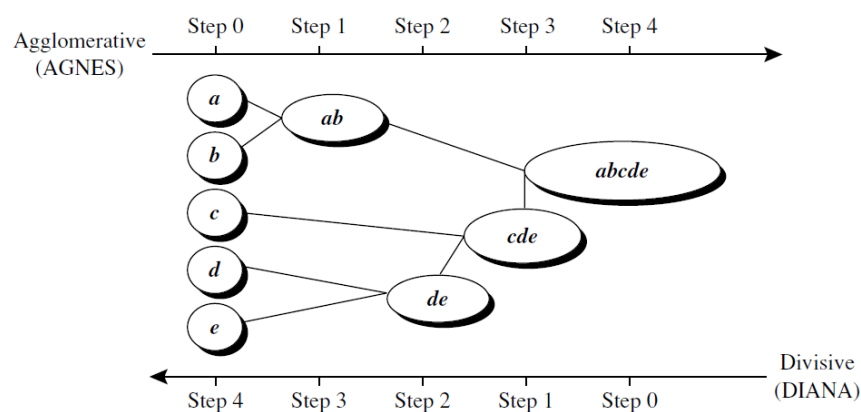 Step 0 Step 1 Step 2 Step 3 Step 4
Agglomerative
(AGNES)
a
ab
b
abcde
c
cde
d
de
e
Divisive
(DIANA)
Step 4 Step 3 Step 2 Step 1 Step 0